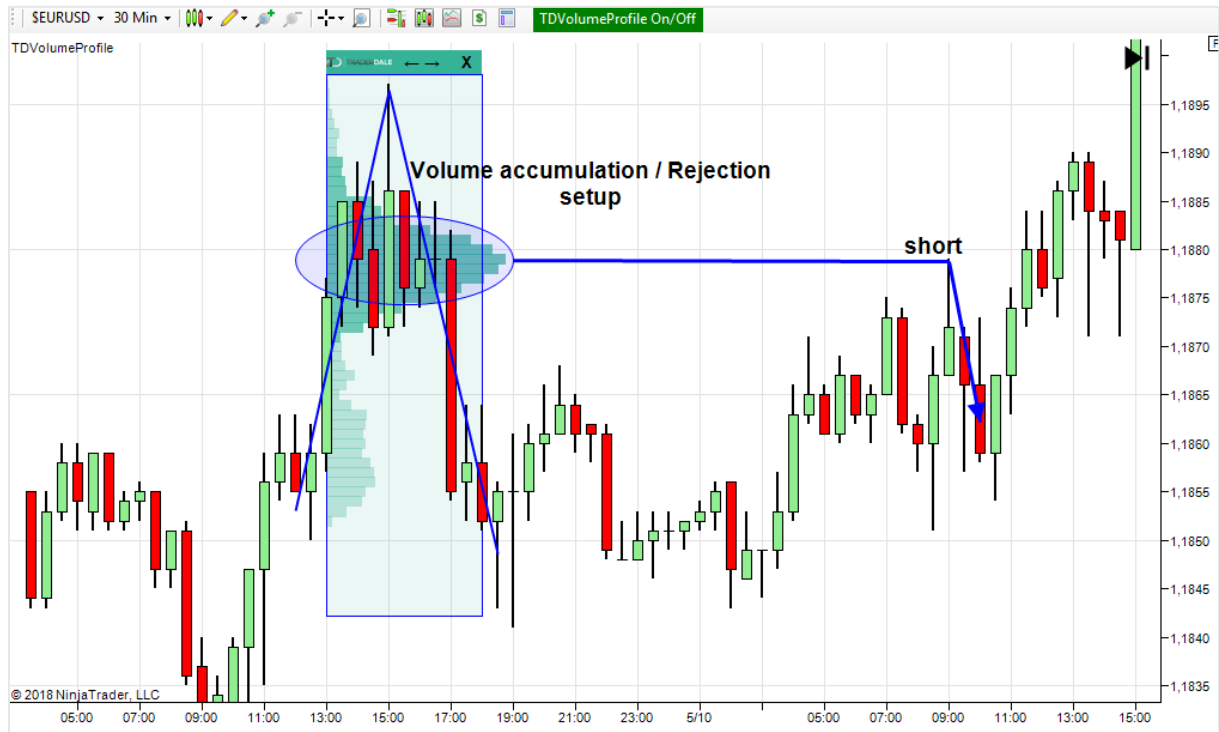 $EURUSD 30 Min TDVolumeProfile On/Off
TDVolumeProfile
F
TD TRADERDALE ←→ X
Volume accumulation / Rejection
setup
short
1,1895
1,1890
1,1885
1,1880
1,1875
1,1870
1,1865
1,1860
1,1855
1,1850
1,1845
1,1840
1,1835
© 2018 NinjaTrader, LLC
05:00 07:00 09:00 11:00 13:00 15:00 17:00 19:00 21:00 23:00 5/10 05:00 07:00 09:00 11:00 13:00 15:00